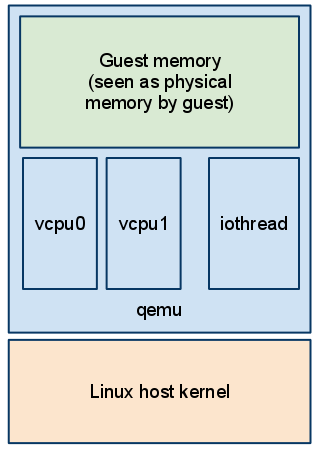 Guest memory
(seen as physical
memory by guest)
vcpu0
vcpu1
iothread
qemu
Linux host kernel